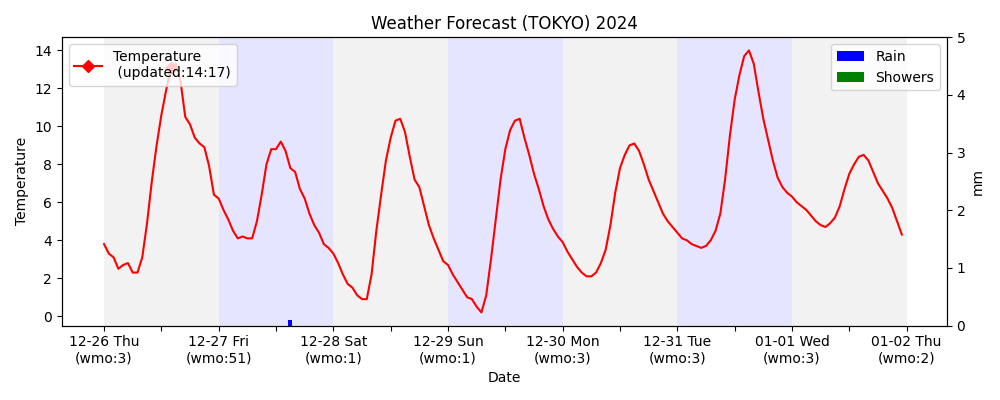 Weather Forecast (TOKYO) 2024
Temperature
(updated:14:17)
Rain
Showers
14
12
10
8
6
4
2
0
Temperature
5
4
3
2
1
0
mm
12-26 Thu 12-27 Fri 12-28 Sat 12-29 Sun 12-30 Mon 12-31 Tue 01-01 Wed 01-02 Thu
(wmo:3) (wmo:51) (wmo:1) (wmo:1) (wmo:3) (wmo:3) (wmo:3) (wmo:2)
Date